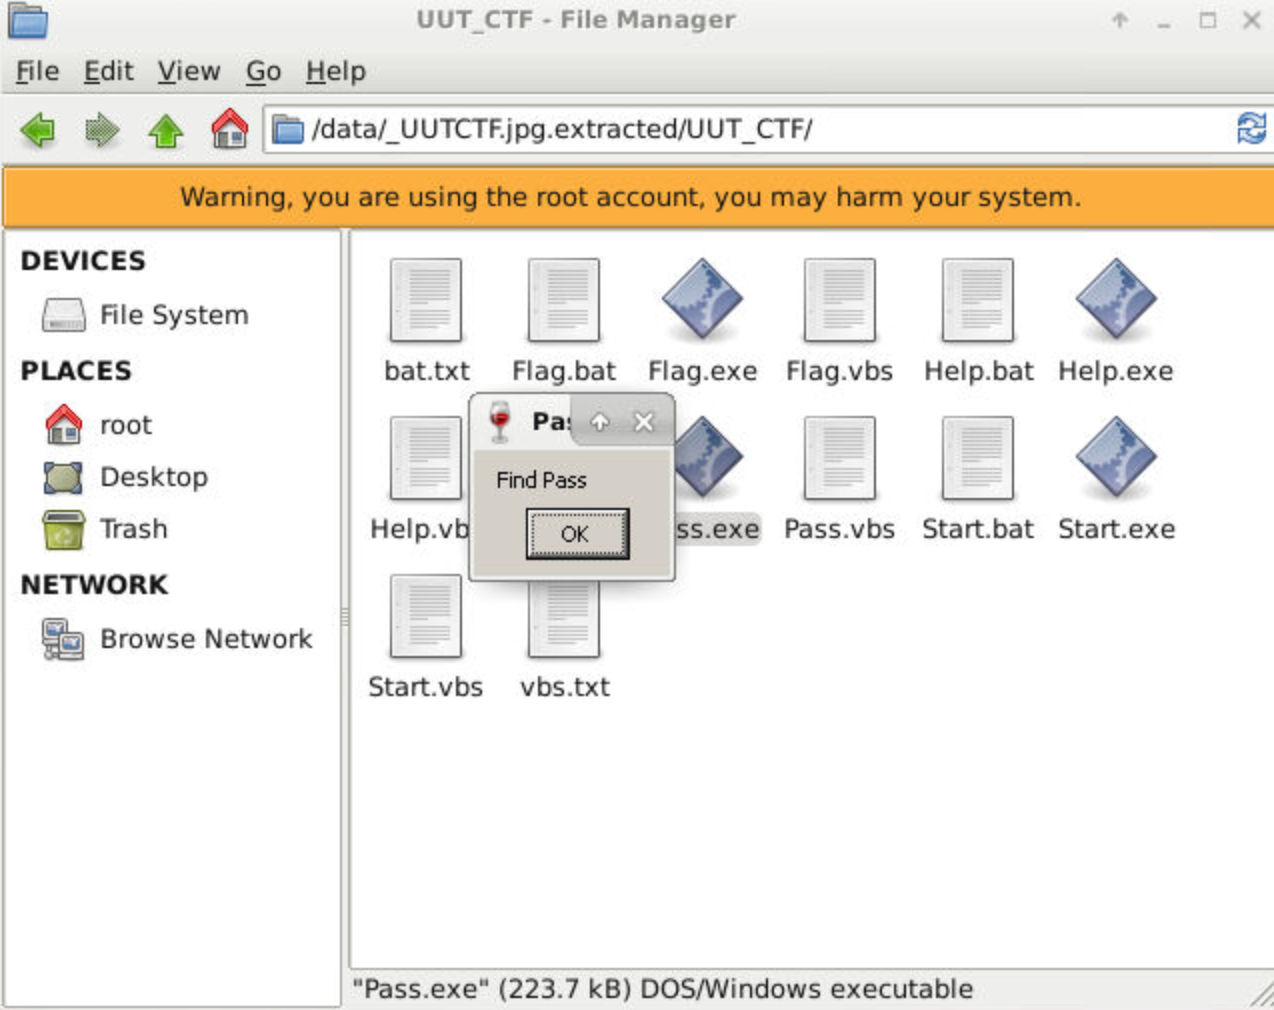 UUT_CTF - File Manager
File Edit View Go Help
/data/_UUTCTF.jpg.extracted/UUT_CTF/
Warning, you are using the root account, you may harm your system.
DEVICES
File System
PLACES
root
Desktop
Trash
NETWORK
Browse Network
bat.txt Flag.bat Flag.exe Flag.vbs Help.bat Help.exe
Pas
Find Pass
OK
Help.vb ss.exe Pass.vbs Start.bat Start.exe
Start.vbs vbs.txt
"Pass.exe" (223.7 kB) DOS/Windows executable